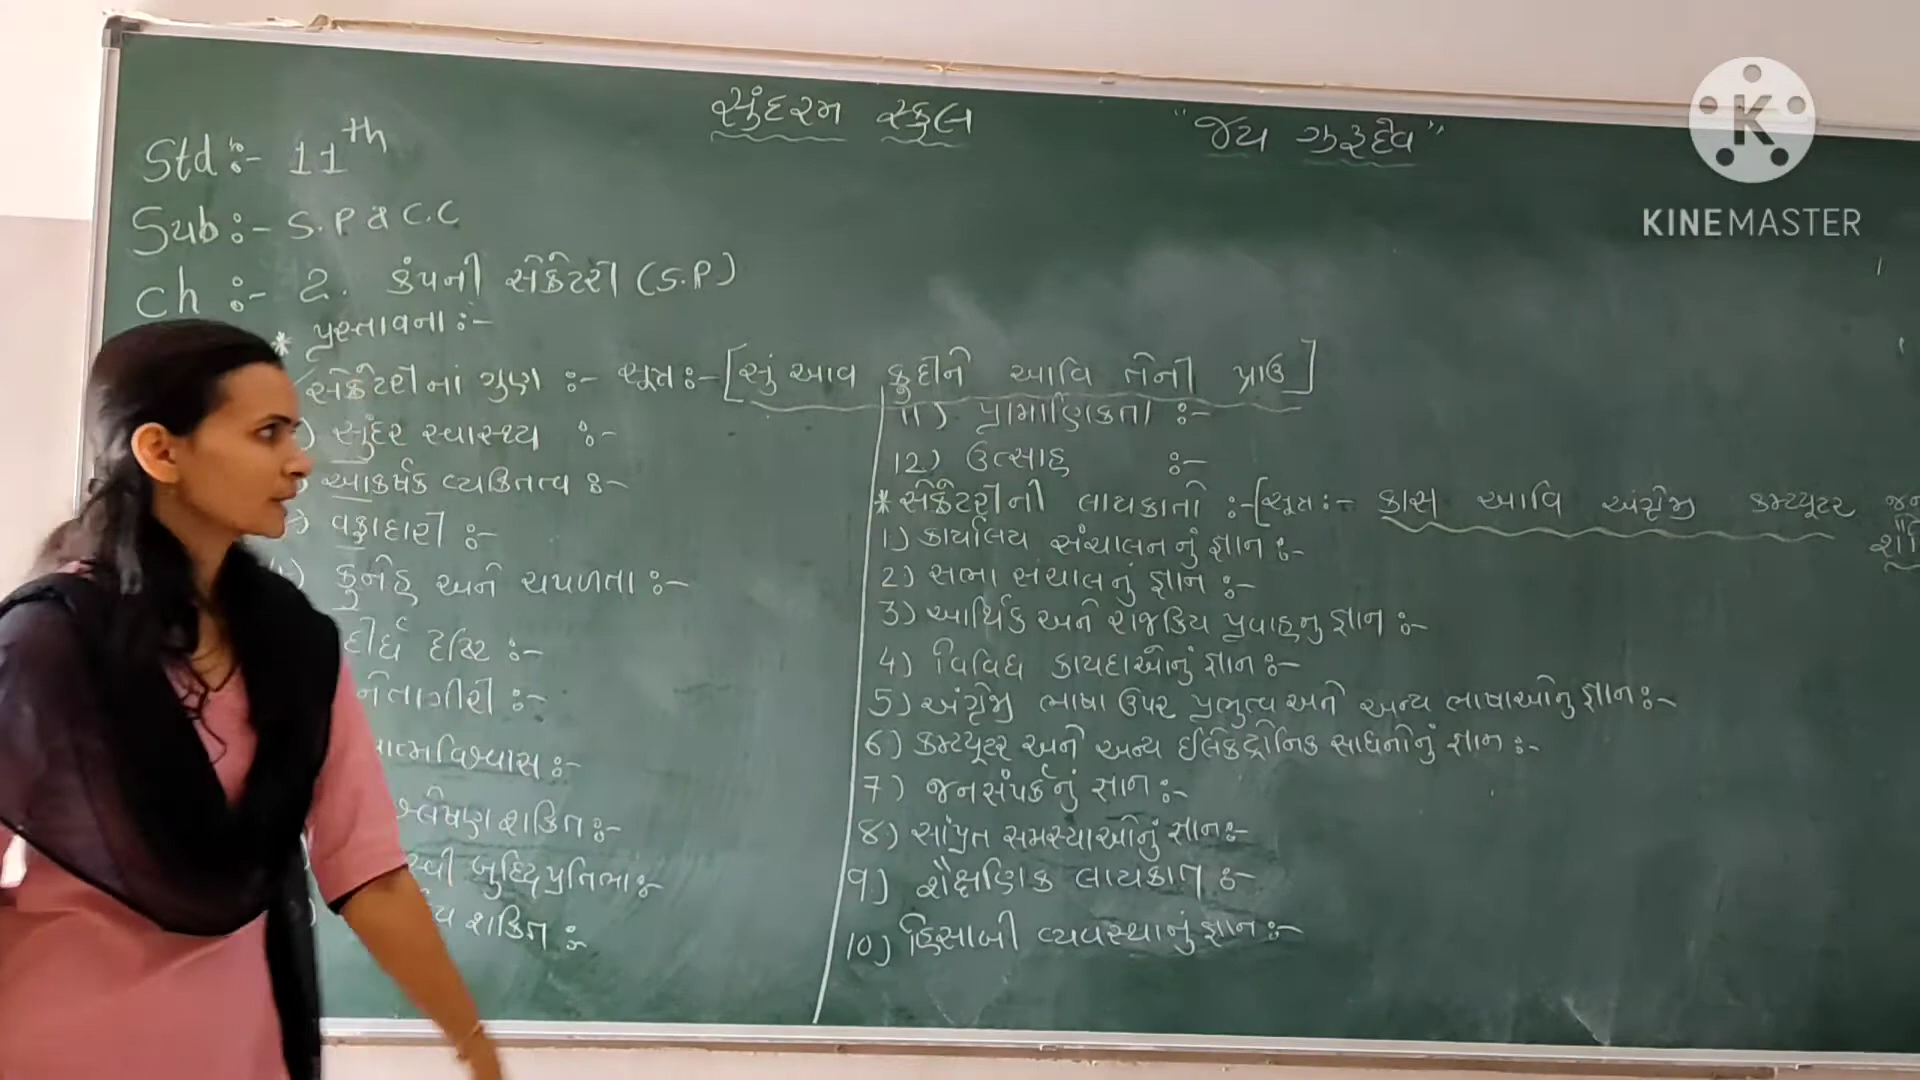 સુંદરમ સ્કુલ
"જય ગુરૂદેવ"
Std :- 11th
Sub :- S.P & C.C
Ch :- 2. કંપની સેક્રેટરી (S.P)
* પ્રસ્તાવના :-
સેક્રેટરીનાં ગુણ :- સૂત્ર :- [સું આવ કુદીને આવિ તેની પ્રાઉ]
) સુંદર સ્વાસ્થ્ય :-
) આકર્ષક વ્યકિતત્વ :-
) વફાદારી :-
) કુનેહ અને ચપળતા :-
દીર્ઘ દ્રષ્ટિ :-
નેતાગીરી :-
આત્મવિશ્વાસ :-
શ્લેષણ શકિત :-
સ્વી બુધ્ધિપ્રતિભા :-
ય શકિત :-
11) પ્રામાણિકતા :-
12) ઉત્સાહ :-
* સેક્રેટરીની લાયકાતો :- [સૂત્ર :- કાસ આવિ અંગ્રેજી કમ્પ્યૂટર જન
1) કાર્યાલય સંચાલનનું જ્ઞાન :-
2) સભા સંચાલનું જ્ઞાન :-
3) આર્થિક અને રાજકિય પ્રવાહનુ જ્ઞાન :-
4) વિવિધ કાયદાઓનું જ્ઞાન :-
5) અંગ્રેજી ભાષા ઉપર પ્રભુત્વ અને અન્ય ભાષાઓનુ જ્ઞાન :-
6) કમ્પ્યૂટર અને અન્ય ઈલેકટ્રોનિક સાધનોનું જ્ઞાન :-
7) જનસંપર્કનું જ્ઞાન :-
8) સાંપ્રત સમસ્યાઓનું જ્ઞાન :-
9) શૈક્ષણિક લાયકાત :-
10) હિસાબી વ્યવસ્થાનું જ્ઞાન :-
K
KINEMASTER